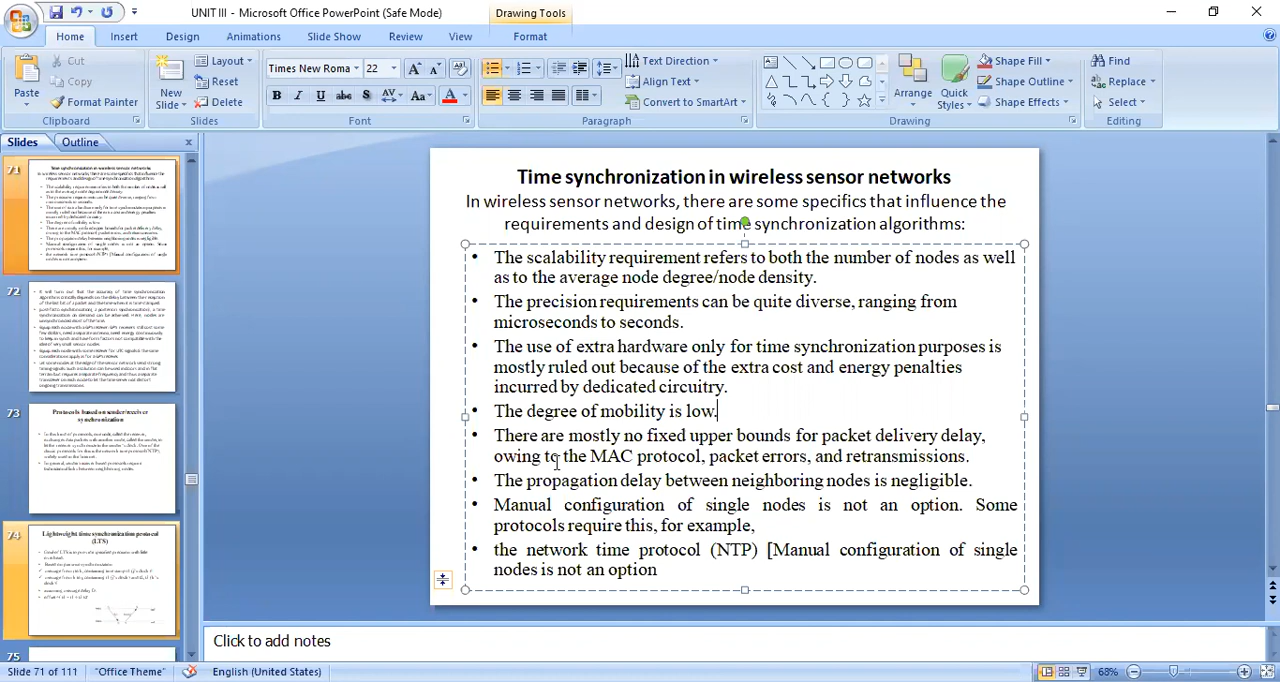 UNIT III - Microsoft Office PowerPoint (Safe Mode)
Drawing Tools
Home Insert Design Animations Slide Show Review View Format
Paste
Cut
Copy
Format Painter
Clipboard
New Slide
Layout
Reset
Delete
Slides
Times New Roma 22
B I U abe S AV Aa A
Font
Text Direction
Align Text
Convert to SmartArt
Paragraph
Arrange
Quick Styles
Shape Fill
Shape Outline
Shape Effects
Drawing
Find
Replace
Select
Editing
Slides Outline
71
72
73
Protocols based on sender/receiver
synchronization
74
Lightweight time synchronization protocol
(LTS)
75
Time synchronization in wireless sensor networks
In wireless sensor networks, there are some specifics that influence the
requirements and design of time synchronization algorithms:
• The scalability requirement refers to both the number of nodes as well
as to the average node degree/node density.
• The precision requirements can be quite diverse, ranging from
microseconds to seconds.
• The use of extra hardware only for time synchronization purposes is
mostly ruled out because of the extra cost and energy penalties
incurred by dedicated circuitry.
• The degree of mobility is low.
• There are mostly no fixed upper bounds for packet delivery delay,
owing to the MAC protocol, packet errors, and retransmissions.
• The propagation delay between neighboring nodes is negligible.
• Manual configuration of single nodes is not an option. Some
protocols require this, for example,
• the network time protocol (NTP) [Manual configuration of single
nodes is not an option
Click to add notes
Slide 71 of 111 "Office Theme" English (United States) 68%